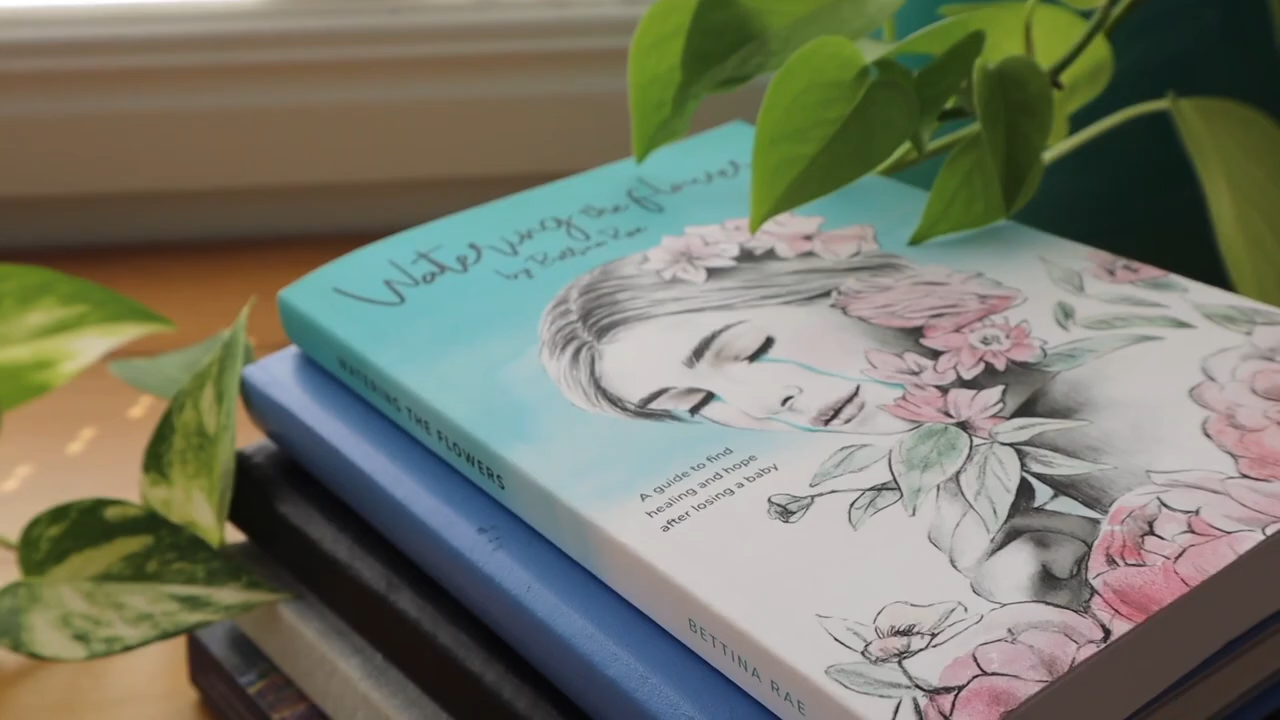 Watering the flowers
by Bettina Rae
A guide to find
healing and hope
after losing a baby
WATERING THE FLOWERS
BETTINA RAE